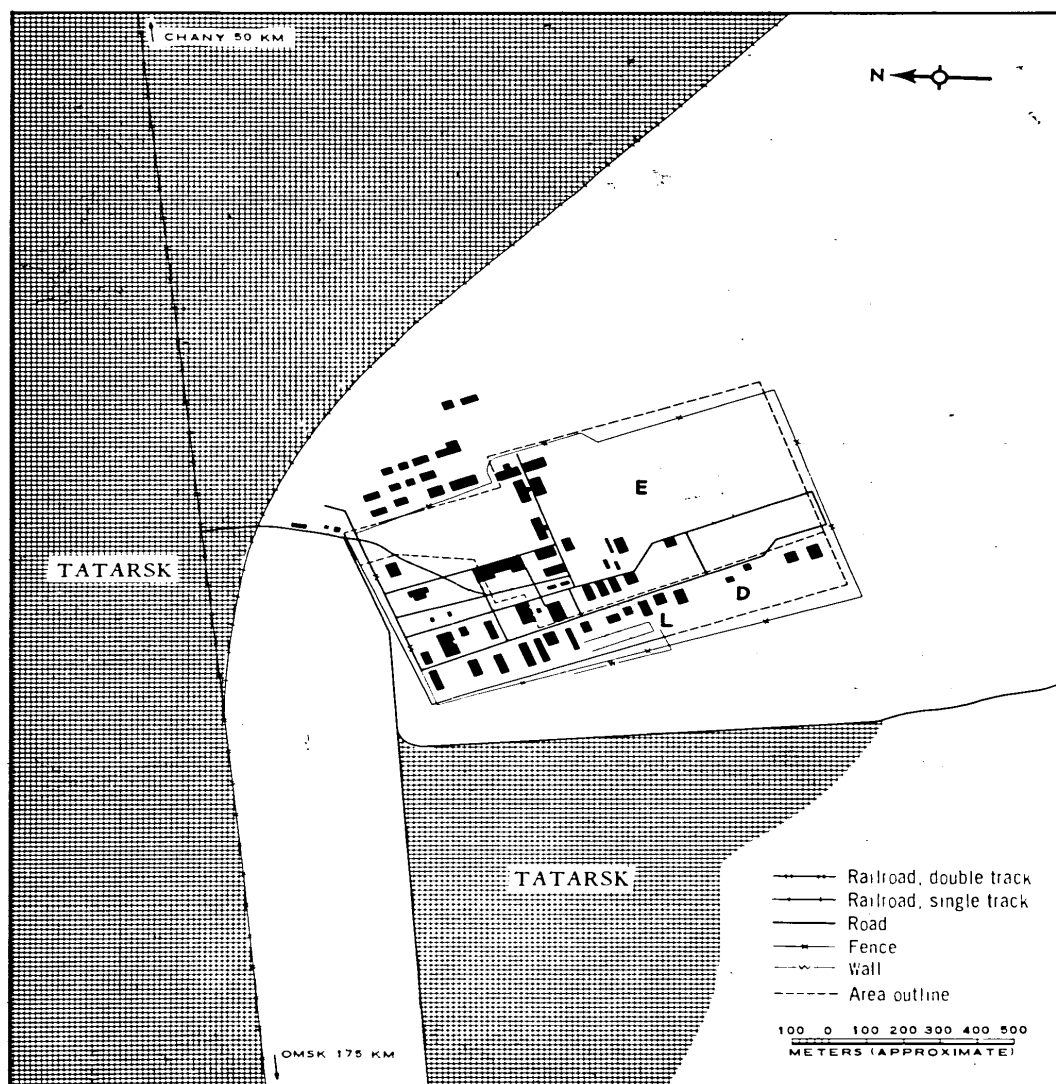 CHANY 50 KM
N
E
TATARSK
D
L
TATARSK
Railroad, double track
Railroad, single track
Road
Fence
Wall
Area outline
100 0 100 200 300 400 500
METERS (APPROXIMATE)
OMSK 175 KM